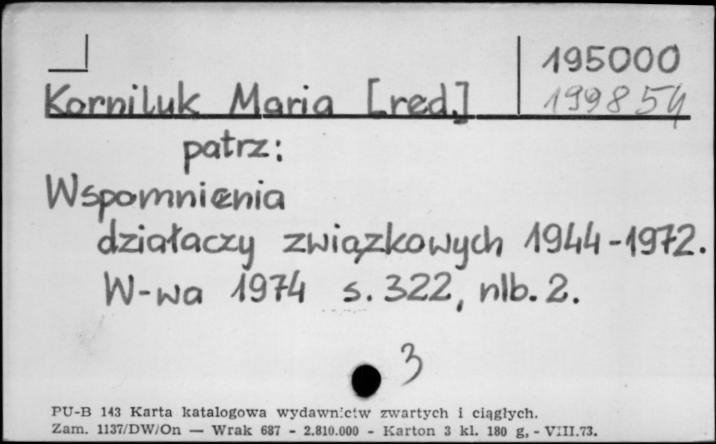 195000
Korniluk Maria [red.] 199854
patrz:
Wspomnienia
działaczy związkowych 1944-1972.
W-wa 1974 s. 322, nlb. 2.
3
PU-B 143 Karta katalogowa wydawnictw zwartych i ciągłych.
Zam. 1137/DW/On — Wrak 687 - 2.810.000 - Karton 3 kl. 180 g, - VIII.73.